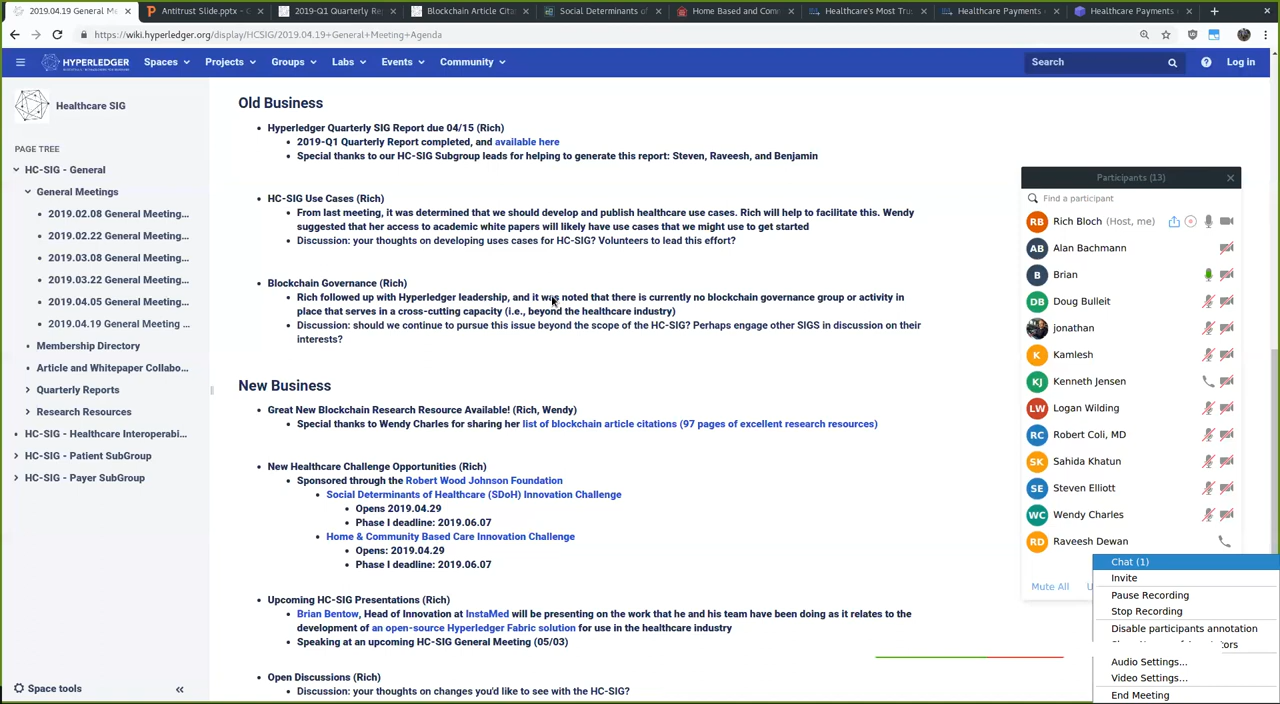 2019.04.19 General M
Antitrust Slide.pptx - G
2019-Q1 Quarterly Re
Blockchain Article Cita
Social Determinants of
Home Based and Com
Healthcare's Most Tru
Healthcare Payments
Healthcare Payments
https://wiki.hyperledger.org/display/HCSIG/2019.04.19+General+Meeting+Agenda
HYPERLEDGER
Spaces
Projects
Groups
Labs
Events
Community
Search
Log in
Healthcare SIG
PAGE TREE
HC-SIG - General
General Meetings
2019.02.08 General Meeting...
2019.02.22 General Meeting...
2019.03.08 General Meeting...
2019.03.22 General Meeting...
2019.04.05 General Meeting...
2019.04.19 General Meeting ...
Membership Directory
Article and Whitepaper Collabo...
Quarterly Reports
Research Resources
HC-SIG - Healthcare Interoperabi...
HC-SIG - Patient SubGroup
HC-SIG - Payer SubGroup
Space tools
Old Business
Hyperledger Quarterly SIG Report due 04/15 (Rich)
2019-Q1 Quarterly Report completed, and available here
Special thanks to our HC-SIG Subgroup leads for helping to generate this report: Steven, Raveesh, and Benjamin
HC-SIG Use Cases (Rich)
From last meeting, it was determined that we should develop and publish healthcare use cases. Rich will help to facilitate this. Wendy
suggested that her access to academic white papers will likely have use cases that we might use to get started
Discussion: your thoughts on developing uses cases for HC-SIG? Volunteers to lead this effort?
Blockchain Governance (Rich)
Rich followed up with Hyperledger leadership, and it was noted that there is currently no blockchain governance group or activity in
place that serves in a cross-cutting capacity (i.e., beyond the healthcare industry)
Discussion: should we continue to pursue this issue beyond the scope of the HC-SIG? Perhaps engage other SIGS in discussion on their
interests?
New Business
Great New Blockchain Research Resource Available! (Rich, Wendy)
Special thanks to Wendy Charles for sharing her list of blockchain article citations (97 pages of excellent research resources)
New Healthcare Challenge Opportunities (Rich)
Sponsored through the Robert Wood Johnson Foundation
Social Determinants of Healthcare (SDoH) Innovation Challenge
Opens 2019.04.29
Phase I deadline: 2019.06.07
Home & Community Based Care Innovation Challenge
Opens: 2019.04.29
Phase I deadline: 2019.06.07
Upcoming HC-SIG Presentations (Rich)
Brian Bentow, Head of Innovation at InstaMed will be presenting on the work that he and his team have been doing as it relates to the
development of an open-source Hyperledger Fabric solution for use in the healthcare industry
Speaking at an upcoming HC-SIG General Meeting (05/03)
Open Discussions (Rich)
Discussion: your thoughts on changes you'd like to see with the HC-SIG?
Participants (13)
Find a participant
RB Rich Bloch (Host, me)
AB Alan Bachmann
B Brian
DB Doug Bulleit
jonathan
K Kamlesh
KJ Kenneth Jensen
LW Logan Wilding
RC Robert Coli, MD
SK Sahida Khatun
SE Steven Elliott
WC Wendy Charles
RD Raveesh Dewan
Mute All
Chat (1)
Invite
Pause Recording
Stop Recording
Disable participants annotation
Audio Settings...
Video Settings...
End Meeting